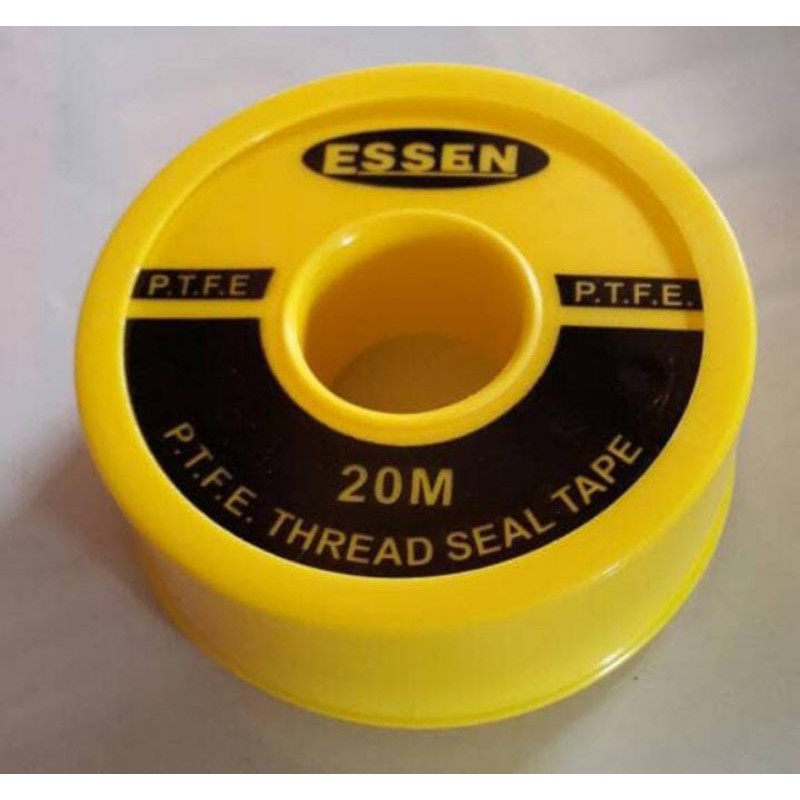 ESSEN
P.T.F.E
P.T.F.E.
20M
P.T.F.E. THREAD SEAL TAPE